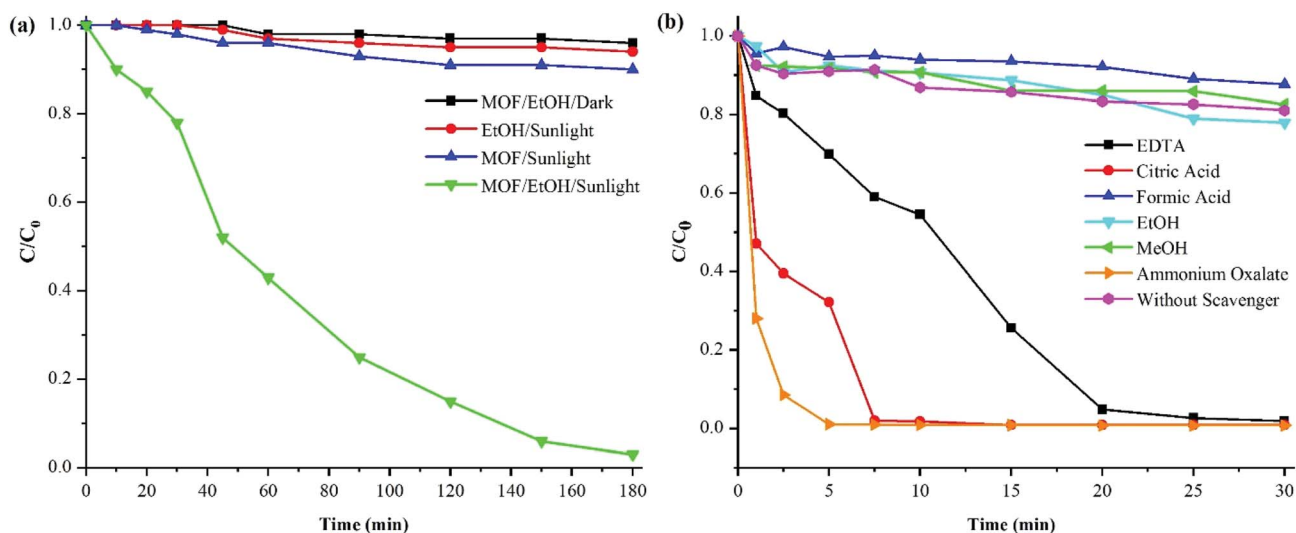 (a)
1.0
0.8
0.6
0.4
0.2
0.0
C/C0
MOF/EtOH/Dark
EtOH/Sunlight
MOF/Sunlight
MOF/EtOH/Sunlight
0 20 40 60 80 100 120 140 160 180
Time (min)
(b)
1.0
0.8
0.6
0.4
0.2
0.0
C/C0
EDTA
Citric Acid
Formic Acid
EtOH
MeOH
Ammonium Oxalate
Without Scavenger
0 5 10 15 20 25 30
Time (min)